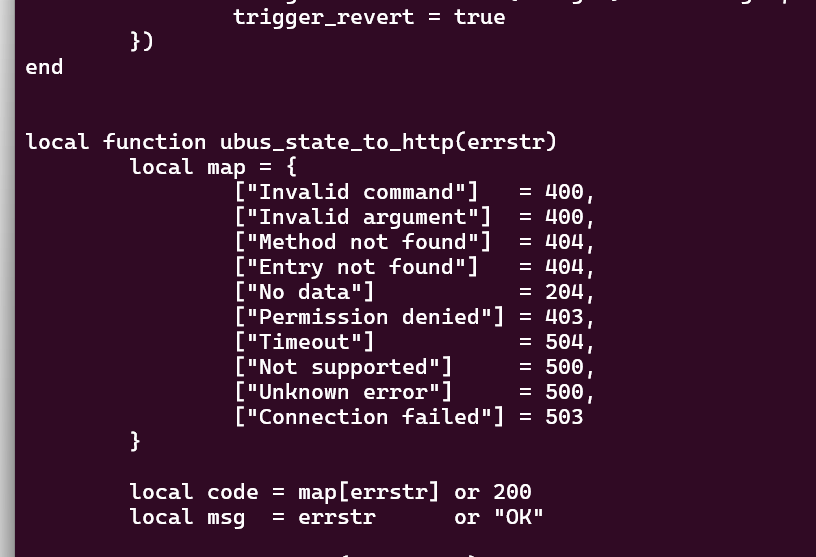 trigger_revert = true
})
end
local function ubus_state_to_http(errstr)
local map = {
["Invalid command"]   = 400,
["Invalid argument"]  = 400,
["Method not found"]  = 404,
["Entry not found"]   = 404,
["No data"]           = 204,
["Permission denied"] = 403,
["Timeout"]           = 504,
["Not supported"]     = 500,
["Unknown error"]     = 500,
["Connection failed"] = 503
}
local code = map[errstr] or 200
local msg  = errstr      or "OK"